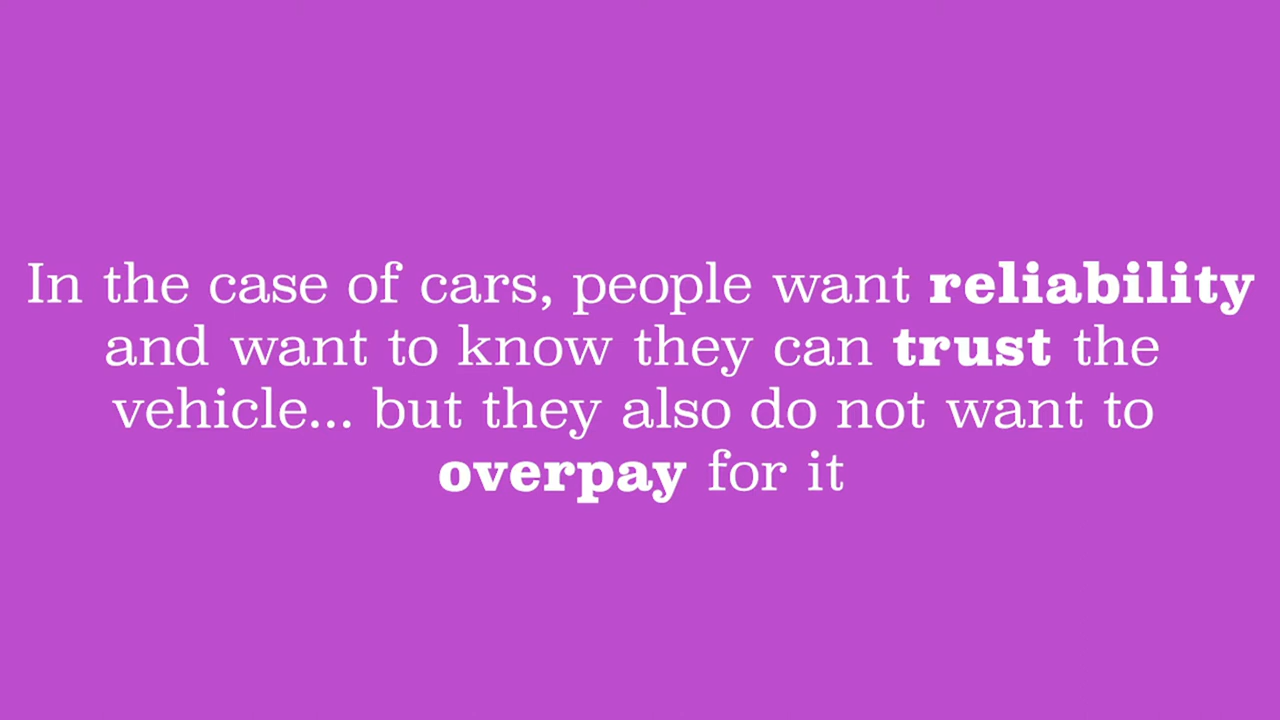 In the case of cars, people want reliability
and want to know they can trust the
vehicle... but they also do not want to
overpay for it